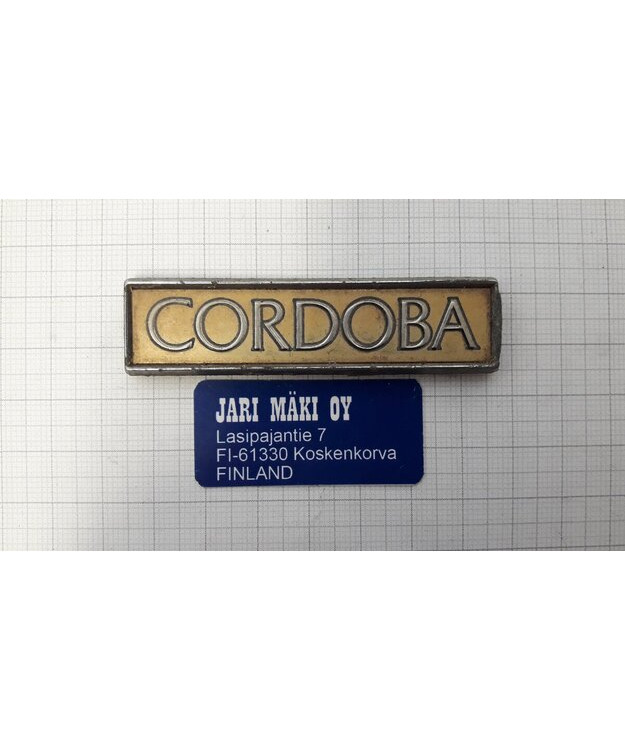 CORDOBA
JARI MÄKI OY
Lasipajantie 7
FI-61330 Koskenkorva
FINLAND